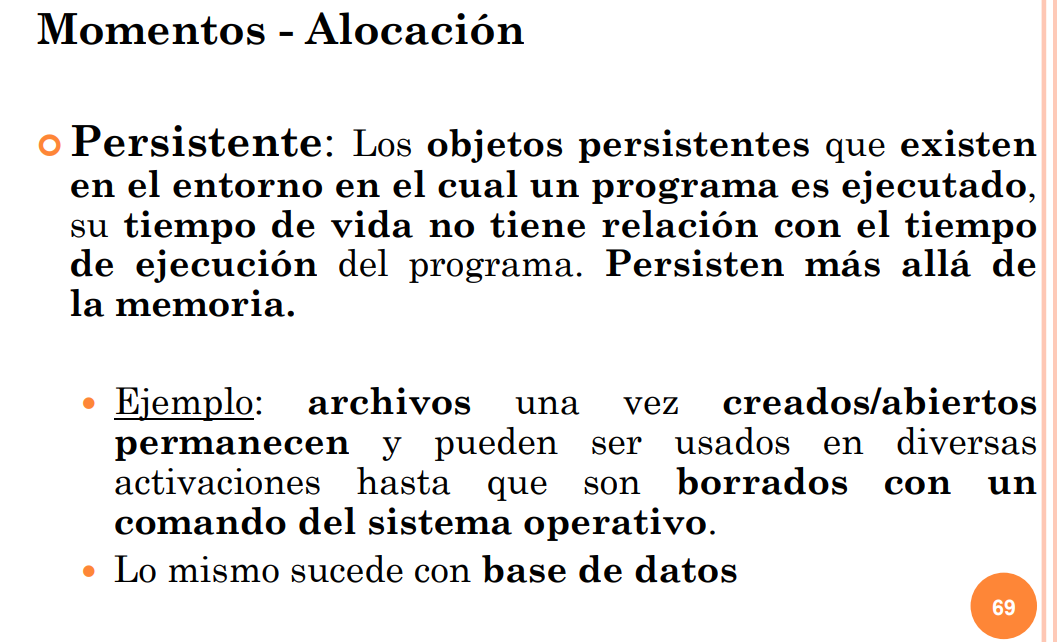 Momentos - Alocación
Persistente: Los objetos persistentes que existen
en el entorno en el cual un programa es ejecutado,
su tiempo de vida no tiene relación con el tiempo
de ejecución del programa. Persisten más allá de
la memoria.
Ejemplo: archivos una vez creados/abiertos
permanecen y pueden ser usados en diversas
activaciones hasta que son borrados con un
comando del sistema operativo.
Lo mismo sucede con base de datos
69